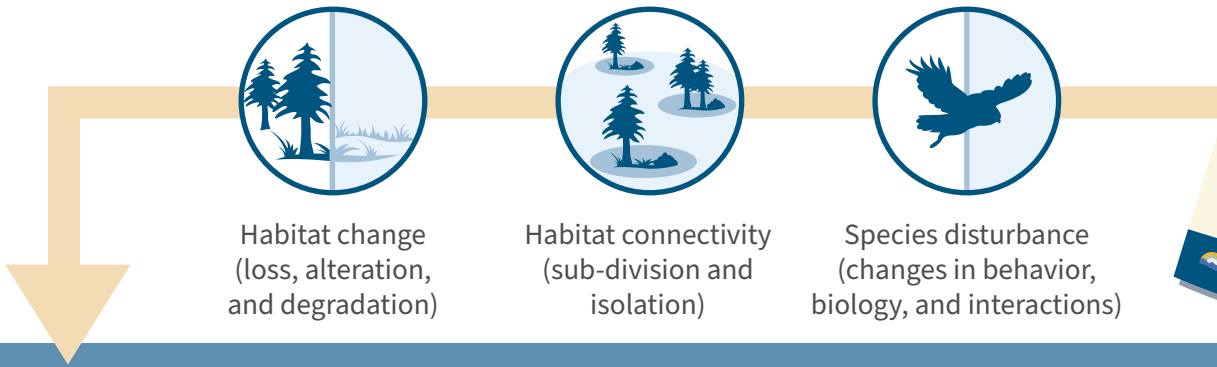 Habitat change
(loss, alteration,
and degradation)
Habitat connectivity
(sub-division and
isolation)
Species disturbance
(changes in behavior,
biology, and interactions)